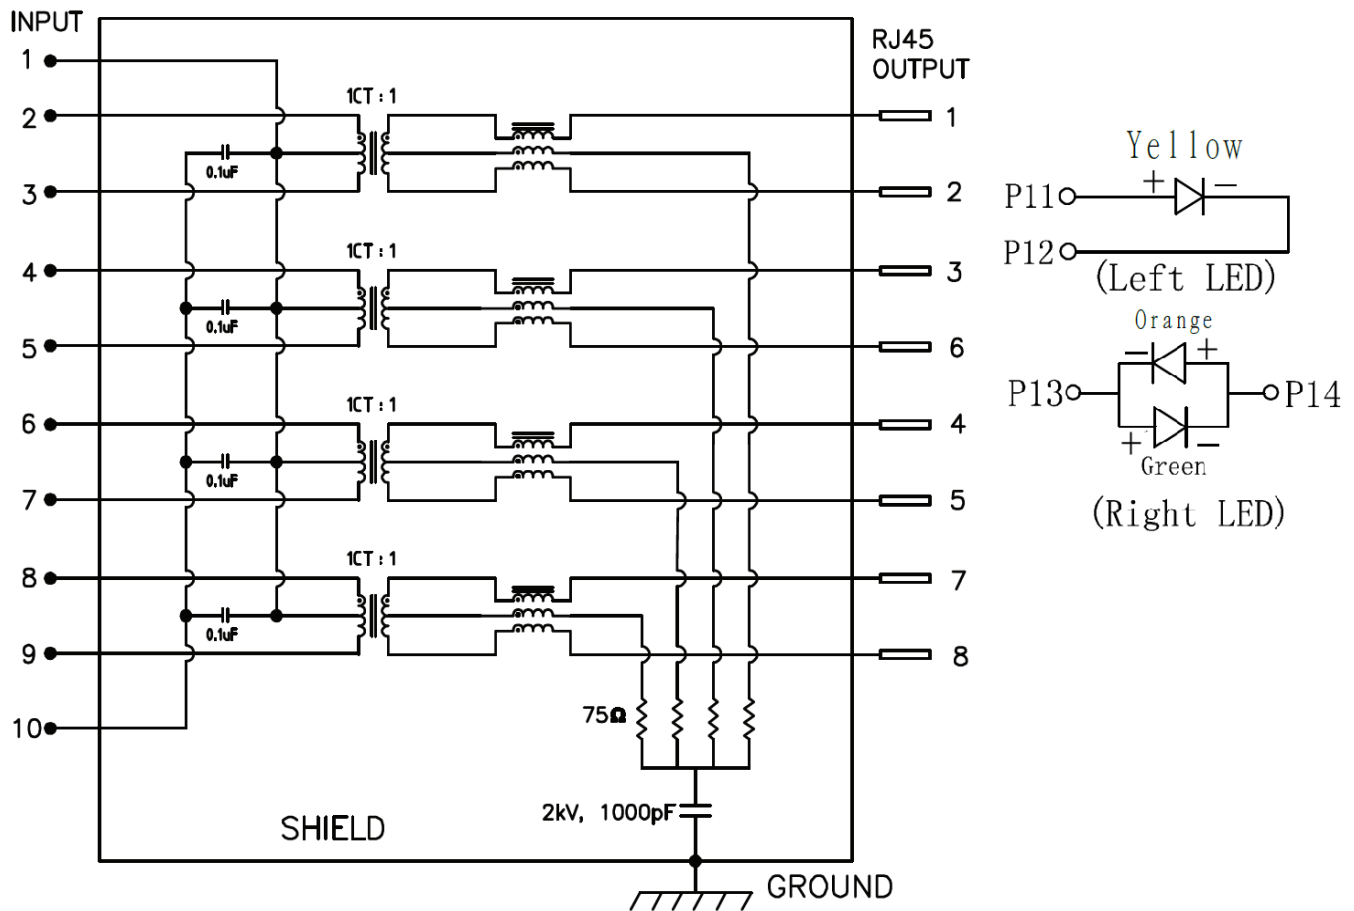 INPUT
RJ45
OUTPUT
1
1CT : 1
2
1
0.1uF
3
2
1CT : 1
4
3
0.1uF
5
6
1CT : 1
6
4
0.1uF
7
5
1CT : 1
8
7
0.1uF
9
8
10
75Ω
2kV, 1000pF
SHIELD
GROUND
Yellow
P11 + −
P12
(Left LED)
Orange
− +
P13 P14
+ −
Green
(Right LED)